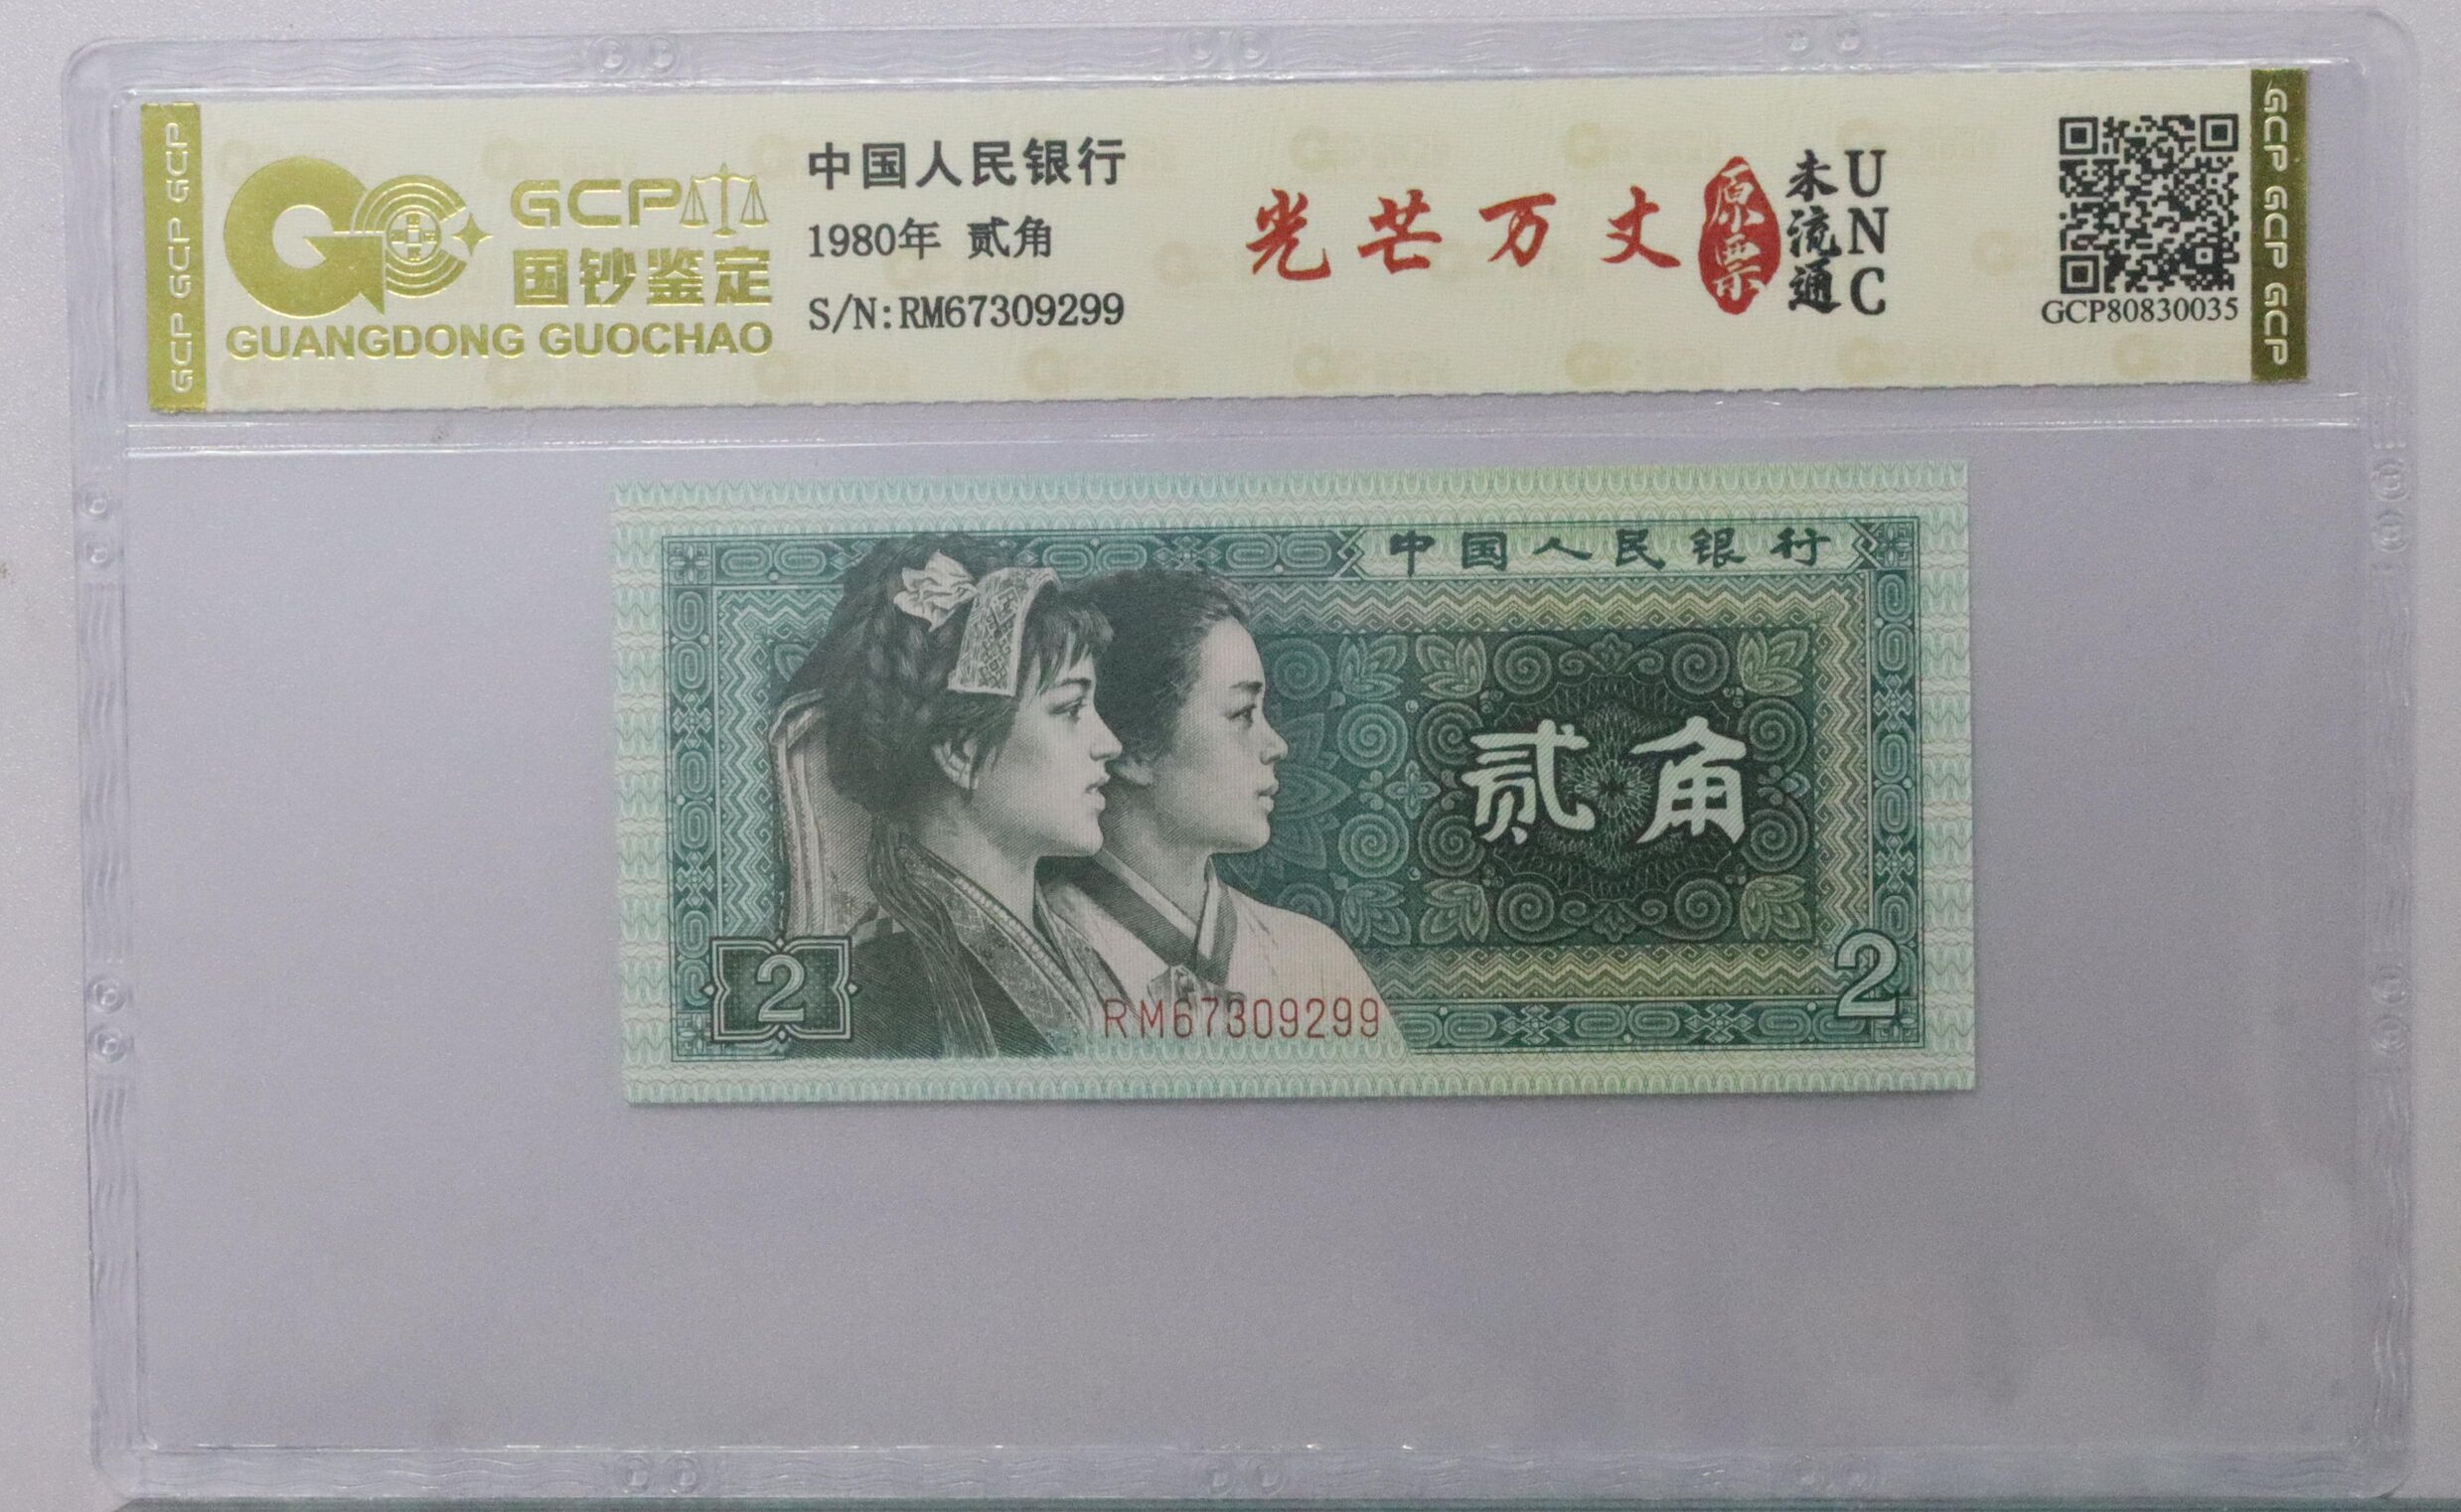 GCP GCP GCP
GCP
国钞鉴定
GUANGDONG GUOCHAO
中国人民银行
1980年 贰角
S/N:RM67309299
光芒万丈
原票
未流通
UNC
GCP80830035
GCP GCP GCP
中国人民银行
贰角
2
RM67309299
2